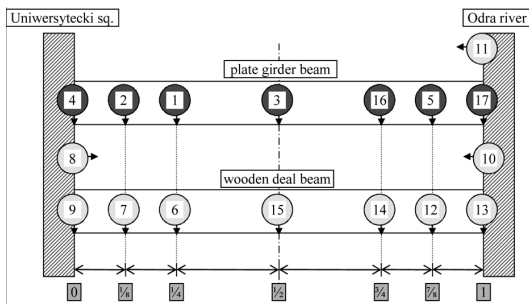 Uniwersytecki sq.
Odra river
11
plate girder beam
4 2 1 3 16 5 17
8 10
wooden deal beam
9 7 6 15 14 12 13
0 ⅛ ¼ ½ ¾ ⅞ 1